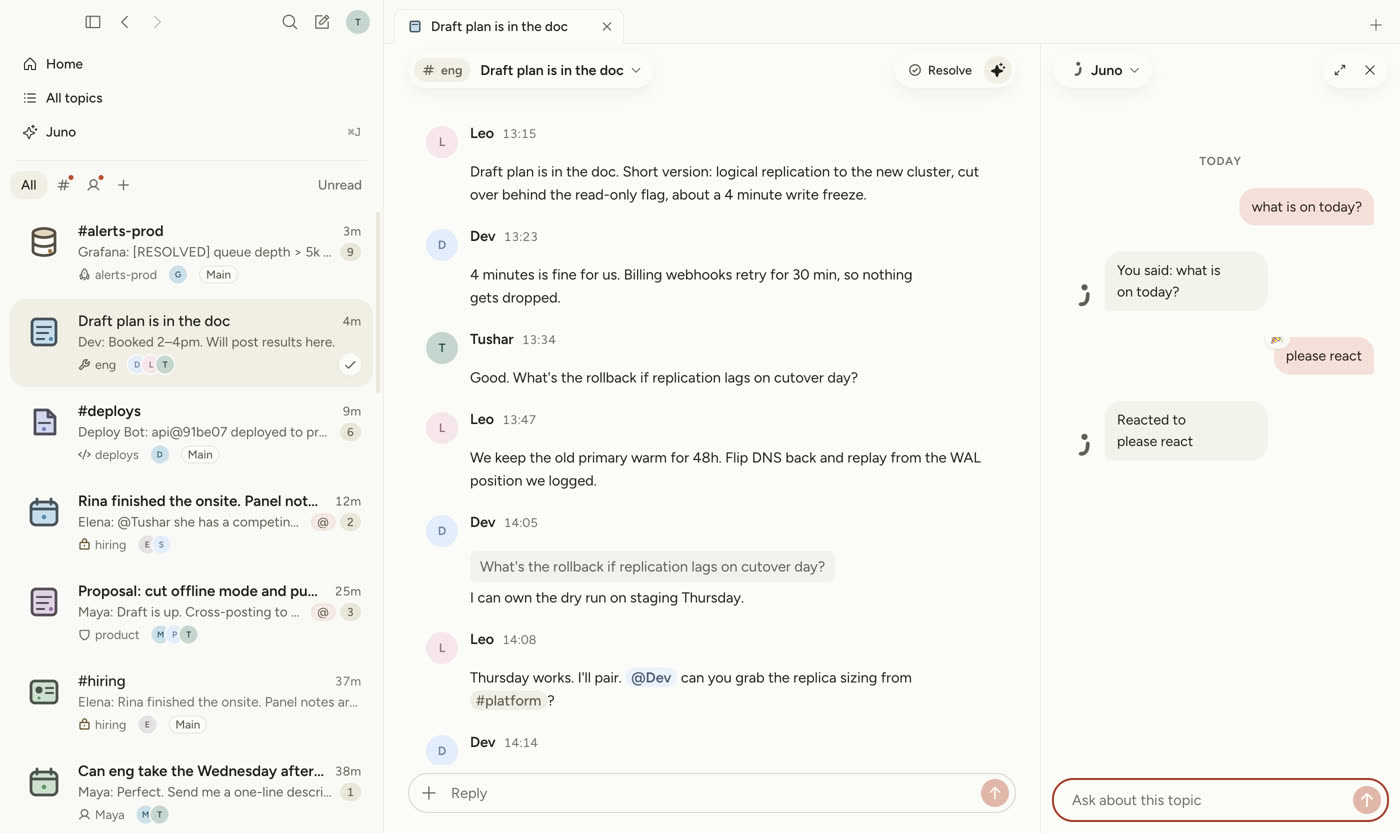 T
Home
All topics
Juno ⌘J
All # Unread
#alerts-prod 3m
Grafana: [RESOLVED] queue depth > 5k ... 9
alerts-prod G Main
Draft plan is in the doc 4m
Dev: Booked 2–4pm. Will post results here.
eng D L T
#deploys 9m
Deploy Bot: api@91be07 deployed to pr... 6
deploys D Main
Rina finished the onsite. Panel not... 12m
Elena: @Tushar she has a competin... @ 2
hiring E S
Proposal: cut offline mode and pu... 25m
Maya: Draft is up. Cross-posting to ... @ 3
product M P T
#hiring 37m
Elena: Rina finished the onsite. Panel notes ar...
hiring E Main
Can eng take the Wednesday after... 38m
Maya: Perfect. Send me a one-line descri... 1
Maya M T
Draft plan is in the doc
# eng Draft plan is in the doc Resolve
L Leo 13:15
Draft plan is in the doc. Short version: logical replication to the new cluster, cut
over behind the read-only flag, about a 4 minute write freeze.
D Dev 13:23
4 minutes is fine for us. Billing webhooks retry for 30 min, so nothing
gets dropped.
T Tushar 13:34
Good. What's the rollback if replication lags on cutover day?
L Leo 13:47
We keep the old primary warm for 48h. Flip DNS back and replay from the WAL
position we logged.
D Dev 14:05
What's the rollback if replication lags on cutover day?
I can own the dry run on staging Thursday.
L Leo 14:08
Thursday works. I'll pair. @Dev can you grab the replica sizing from
#platform ?
D Dev 14:14
Reply
Juno
TODAY
what is on today?
You said: what is
on today?
please react
Reacted to
please react
Ask about this topic